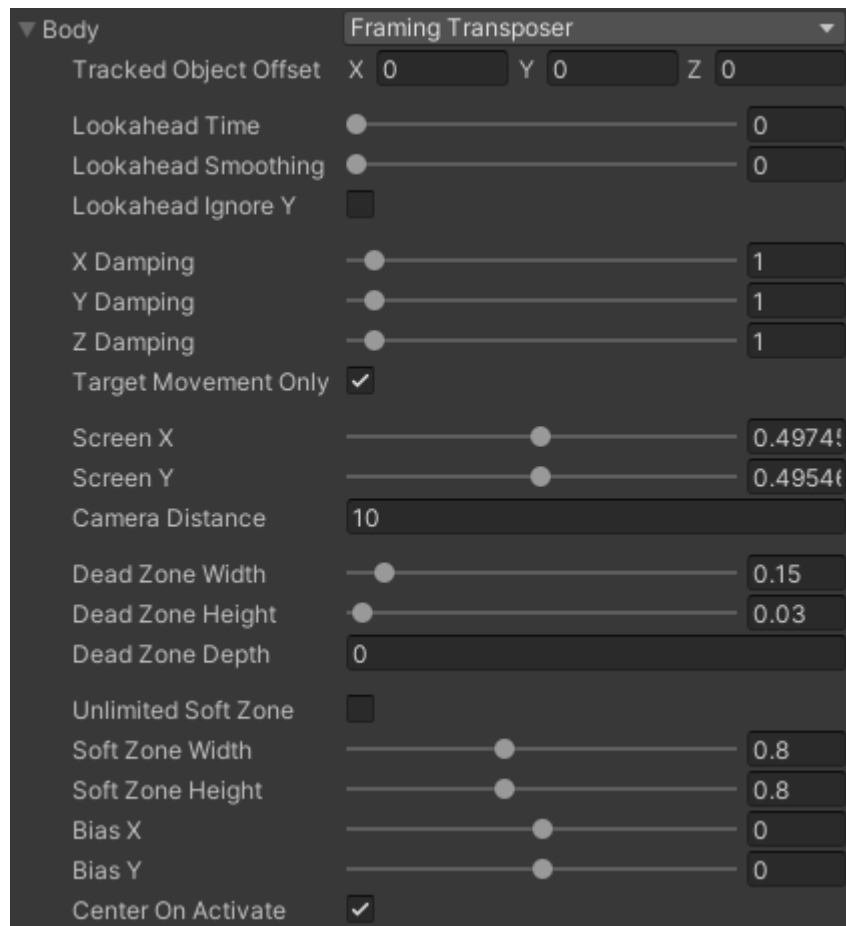 Body Framing Transposer
Tracked Object Offset X 0 Y 0 Z 0
Lookahead Time 0
Lookahead Smoothing 0
Lookahead Ignore Y
X Damping 1
Y Damping 1
Z Damping 1
Target Movement Only
Screen X 0.49745
Screen Y 0.49546
Camera Distance 10
Dead Zone Width 0.15
Dead Zone Height 0.03
Dead Zone Depth 0
Unlimited Soft Zone
Soft Zone Width 0.8
Soft Zone Height 0.8
Bias X 0
Bias Y 0
Center On Activate